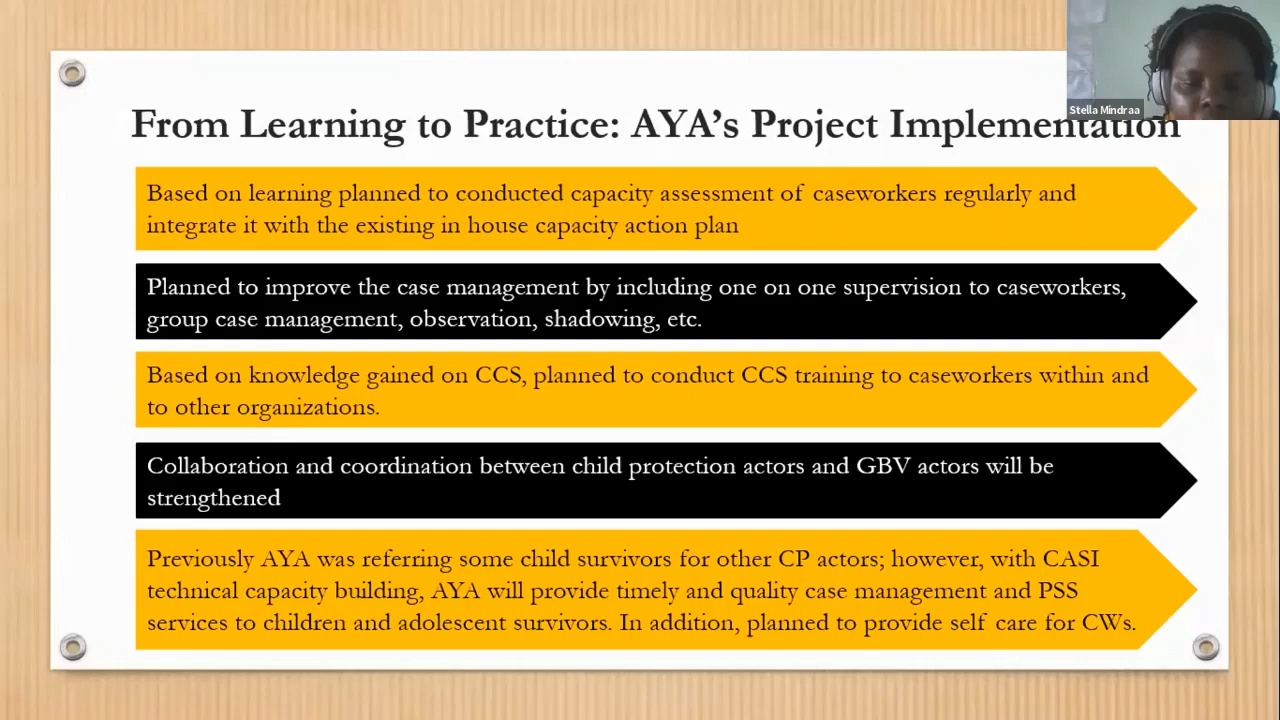 Stella Mindraa
From Learning to Practice: AYA's Project Implementation
Based on learning planned to conducted capacity assessment of caseworkers regularly and
integrate it with the existing in house capacity action plan
Planned to improve the case management by including one on one supervision to caseworkers,
group case management, observation, shadowing, etc.
Based on knowledge gained on CCS, planned to conduct CCS training to caseworkers within and
to other organizations.
Collaboration and coordination between child protection actors and GBV actors will be
strengthened
Previously AYA was referring some child survivors for other CP actors; however, with CASI
technical capacity building, AYA will provide timely and quality case management and PSS
services to children and adolescent survivors. In addition, planned to provide self care for CWs.